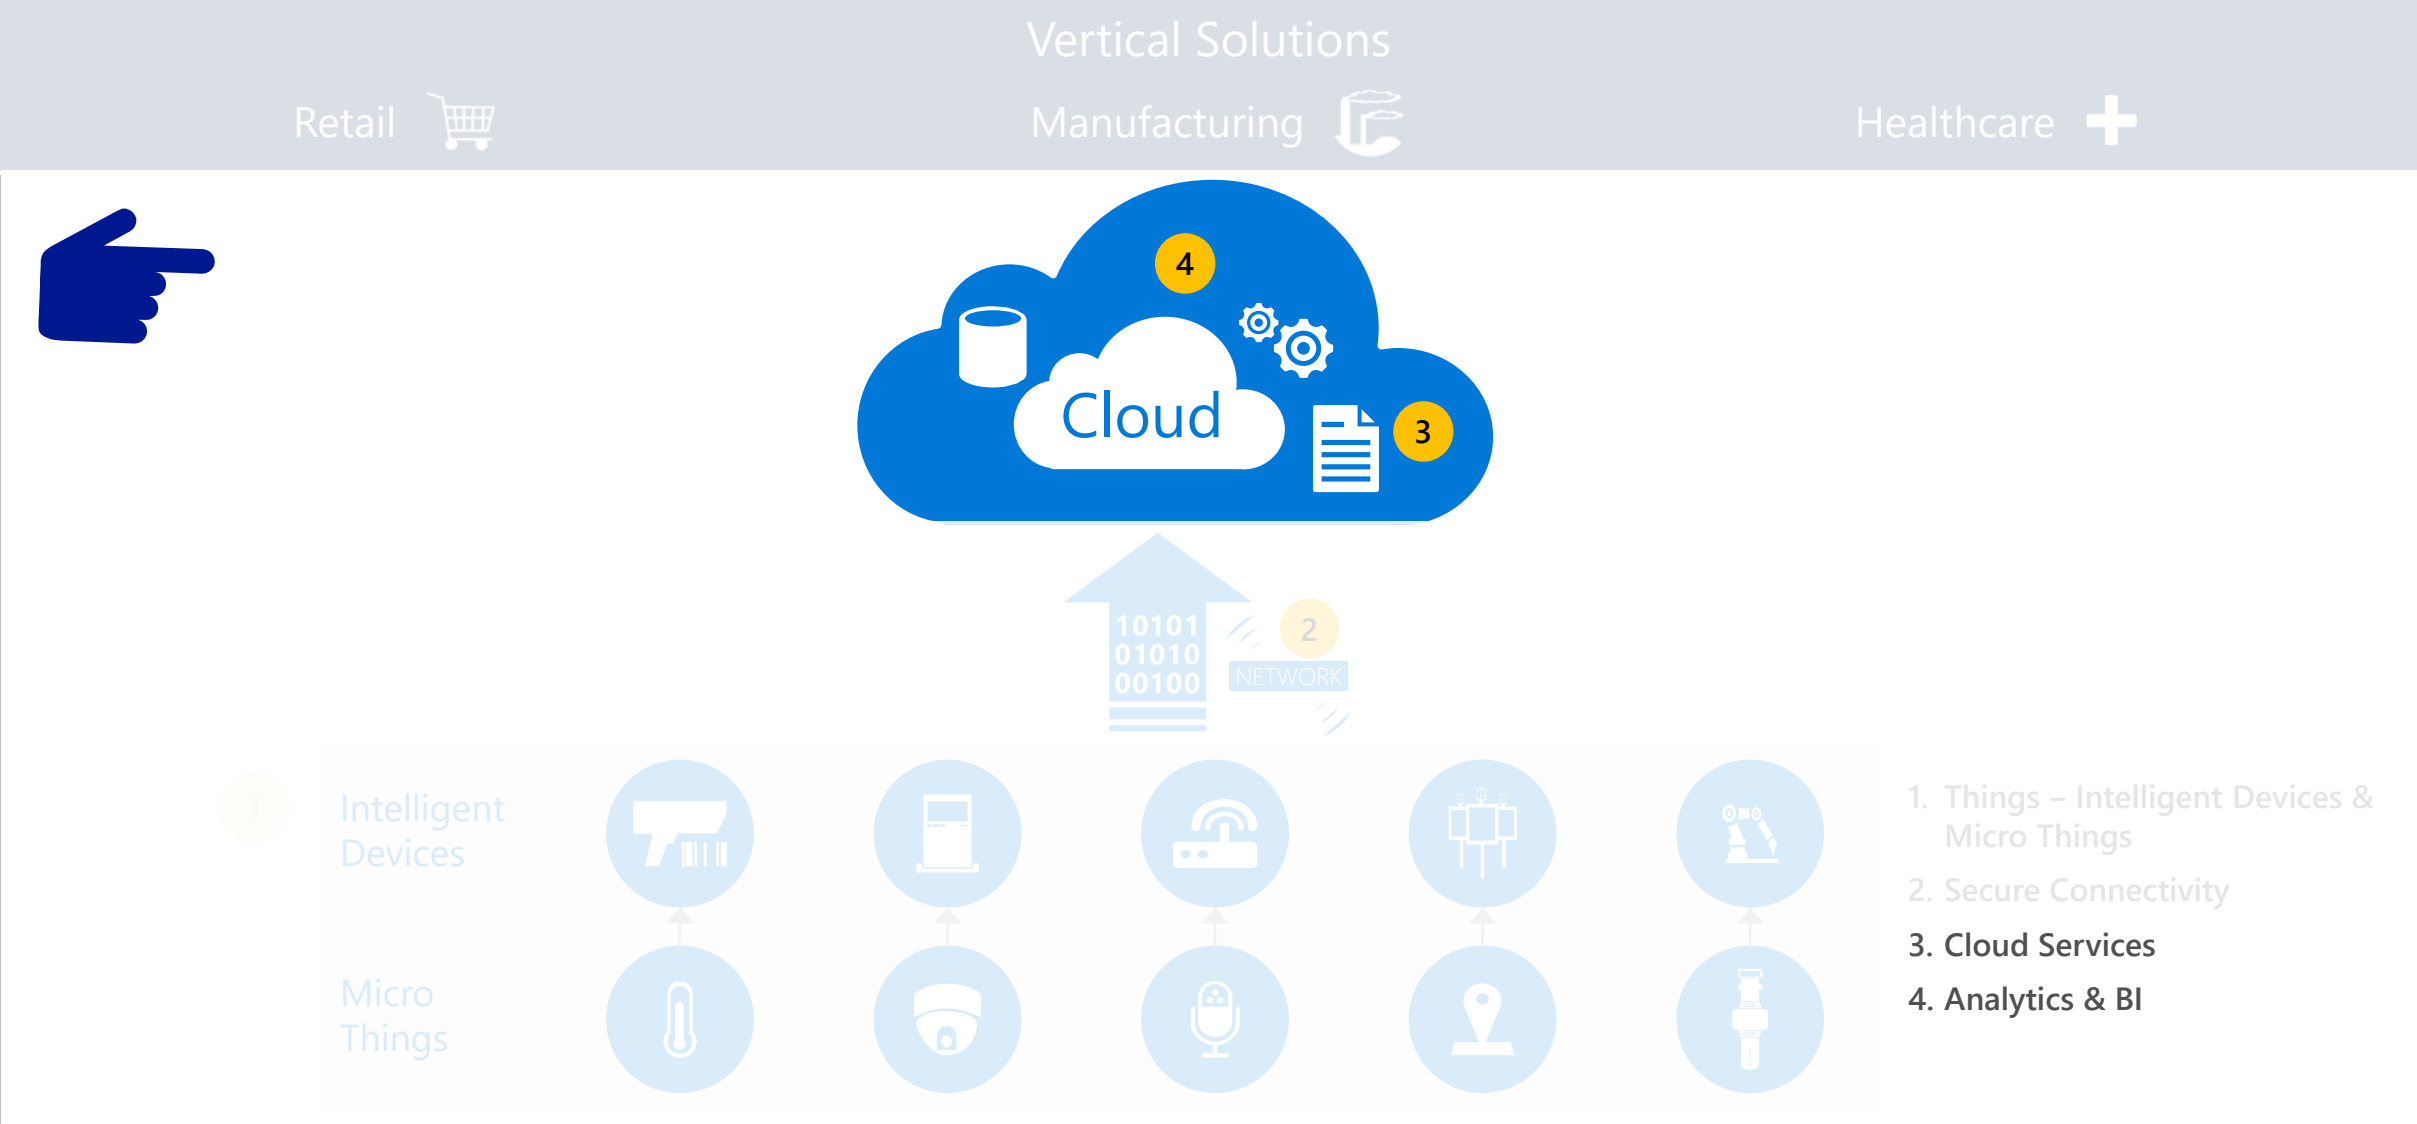 Vertical Solutions
Retail
Manufacturing
Healthcare
4
Cloud
3
10101
01010
00100
2
NETWORK
1
Intelligent
Devices
Micro
Things
1. Things – Intelligent Devices &
Micro Things
2. Secure Connectivity
3. Cloud Services
4. Analytics & BI